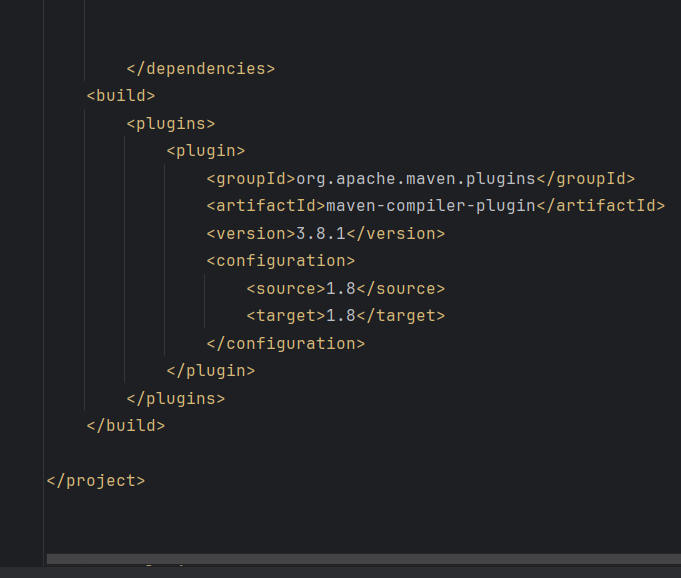 </dependencies>
<build>
<plugins>
<plugin>
<groupId>org.apache.maven.plugins</groupId>
<artifactId>maven-compiler-plugin</artifactId>
<version>3.8.1</version>
<configuration>
<source>1.8</source>
<target>1.8</target>
</configuration>
</plugin>
</plugins>
</build>
</project>